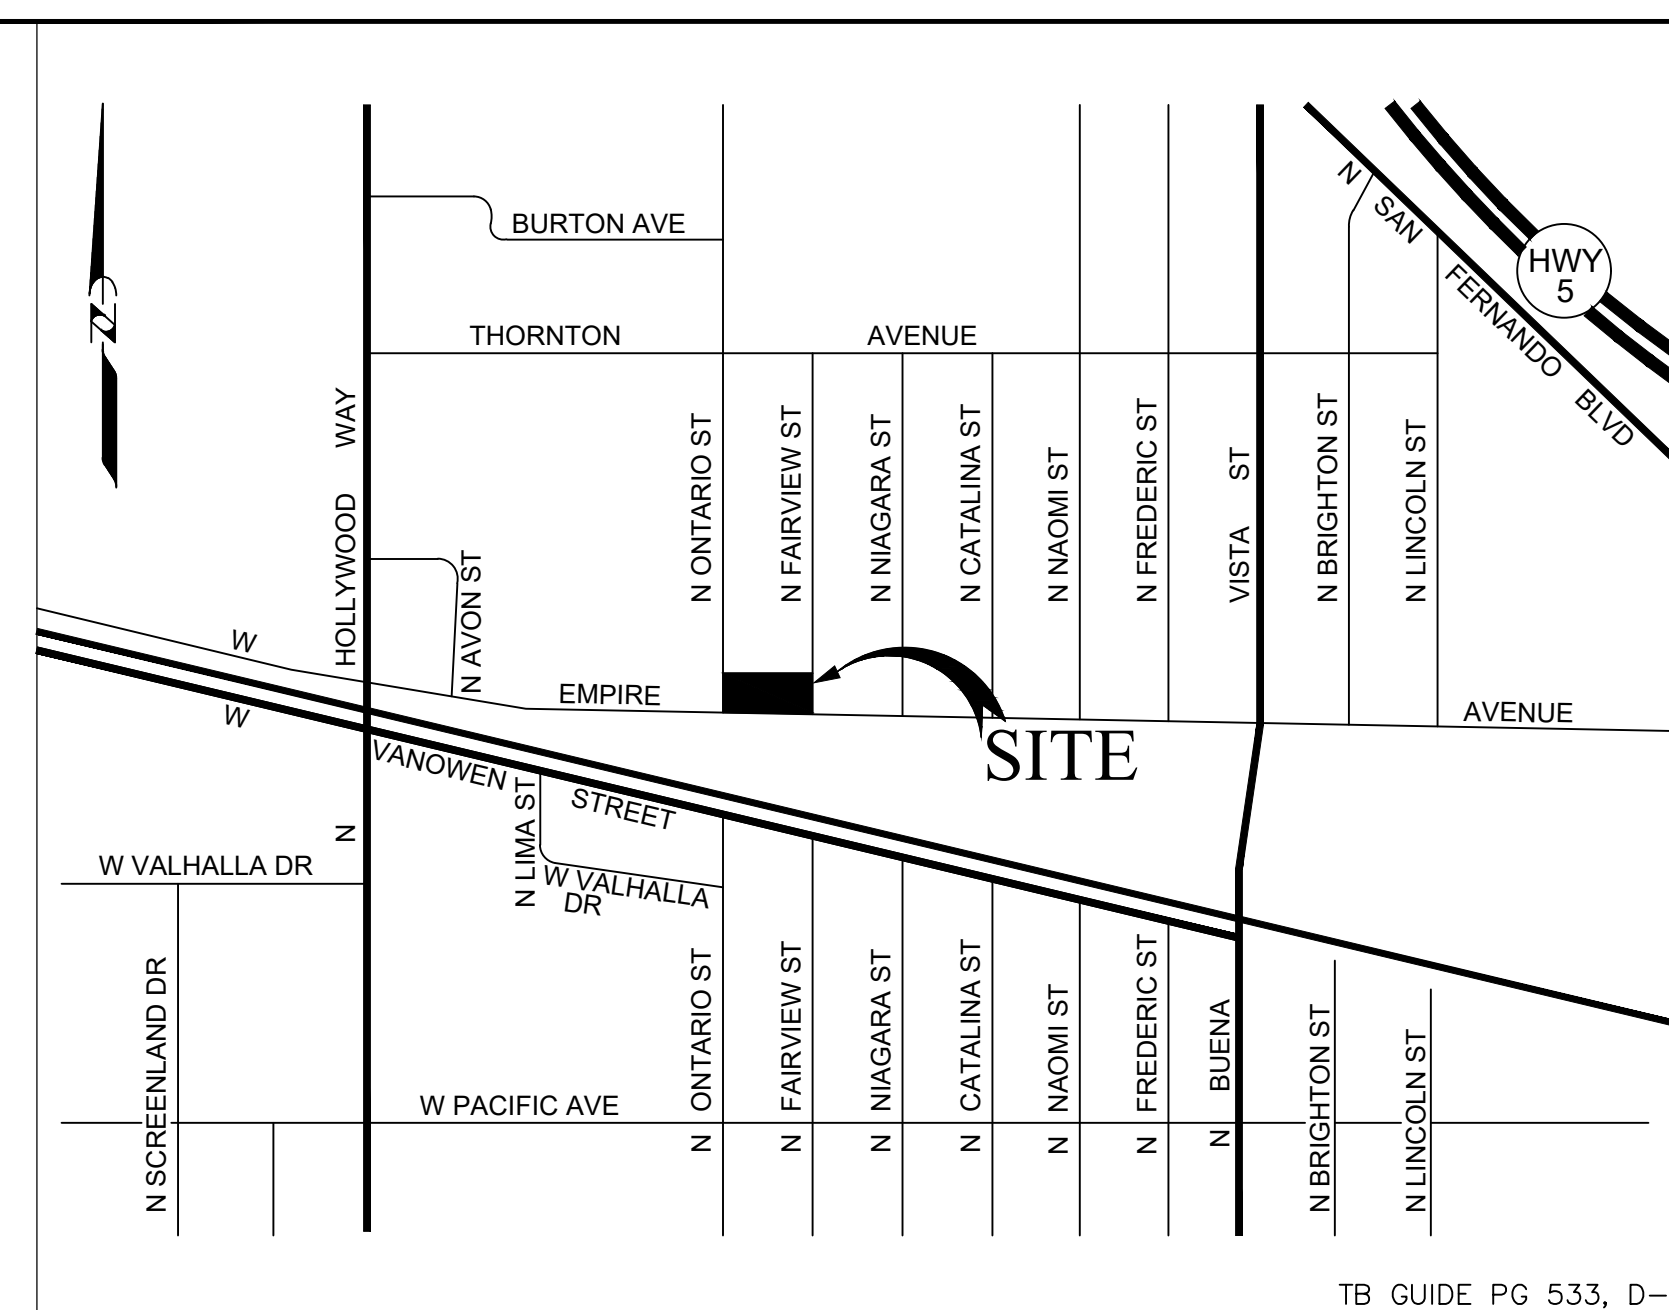 BURTON AVE
HWY
5
N SAN FERNANDO BLVD
THORNTON AVENUE
N HOLLYWOOD WAY
N AVON ST
N ONTARIO ST
N FAIRVIEW ST
N NIAGARA ST
N CATALINA ST
N NAOMI ST
N FREDERIC ST
N BUENA VISTA ST
N BRIGHTON ST
N LINCOLN ST
W EMPIRE AVENUE
SITE
W VANOWEN STREET
N LIMA ST
W VALHALLA DR
W VALHALLA
DR
N SCREENLAND DR
W PACIFIC AVE
N ONTARIO ST
N FAIRVIEW ST
N NIAGARA ST
N CATALINA ST
N NAOMI ST
N FREDERIC ST
N BRIGHTON ST
N LINCOLN ST
N
TB GUIDE PG 533, D-